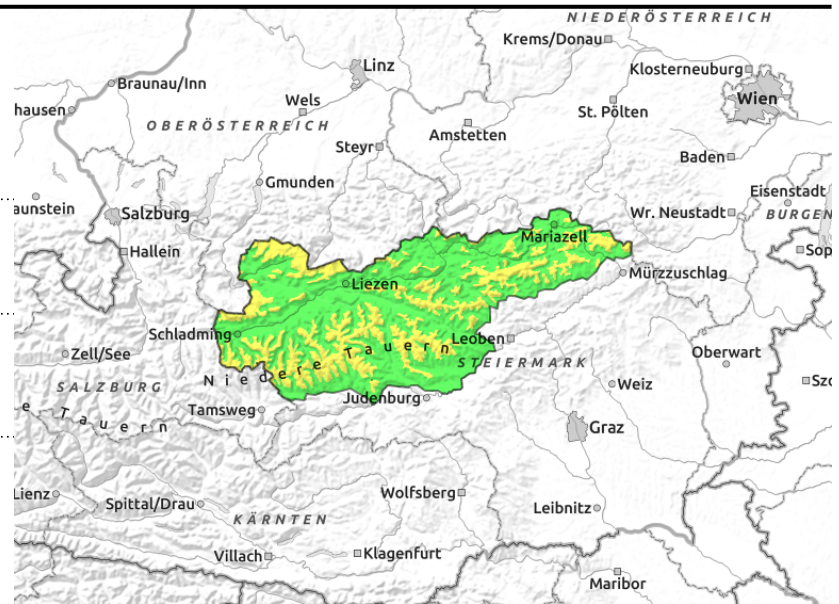 NIEDERÖSTERREICH
Krems/Donau
Linz
Klosterneuburg
Braunau/Inn
Wien
Wels
hausen
St. Pölten
OBERÖSTERREICH
Amstetten
Steyr
Baden
Gmunden
Eisenstadt
aunstein
Salzburg
Wr. Neustadt
BURGEN
Mariazell
Hallein
Sop
Mürzzuschlag
Liezen
Schladming
Leoben
Zell/See
Niedere Tauern
STEIERMARK
Oberwart
SALZBURG
Weiz
Szo
e Tauern
Tamsweg
Judenburg
Graz
Lienz
Spittal/Drau
Wolfsberg
Leibnitz
KÄRNTEN
Villach
Klagenfurt
Maribor